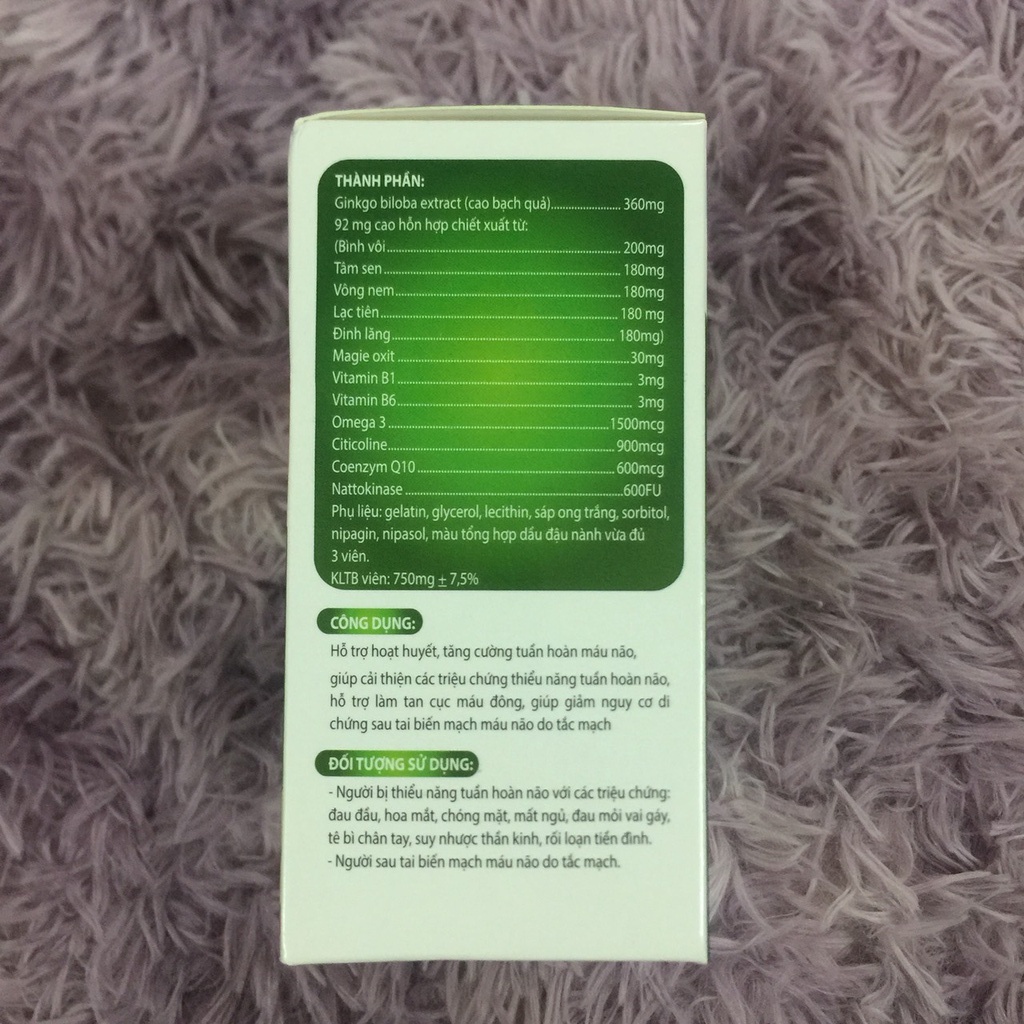 THÀNH PHẦN:
Ginkgo biloba extract (cao bạch quả)..................... 360mg
92 mg cao hỗn hợp chiết xuất từ:
(Bình vôi........................................................................ 200mg
Tâm sen........................................................................ 180mg
Vông nem..................................................................... 180mg
Lạc tiên......................................................................... 180 mg
Đinh lăng..................................................................... 180mg)
Magie oxit.................................................................... 30mg
Vitamin B1.................................................................... 3mg
Vitamin B6.................................................................... 3mg
Omega 3....................................................................1500mcg
Citicoline..................................................................... 900mcg
Coenzym Q10............................................................. 600mcg
Nattokinase..................................................................600FU
Phụ liệu: gelatin, glycerol, lecithin, sáp ong trắng, sorbitol,
nipagin, nipasol, màu tổng hợp dầu đậu nành vừa đủ
3 viên.
KLTB viên: 750mg ± 7,5%
CÔNG DỤNG:
Hỗ trợ hoạt huyết, tăng cường tuần hoàn máu não,
giúp cải thiện các triệu chứng thiểu năng tuần hoàn não,
hỗ trợ làm tan cục máu đông, giúp giảm nguy cơ di
chứng sau tai biến mạch máu não do tắc mạch
ĐỐI TƯỢNG SỬ DỤNG:
- Người bị thiểu năng tuần hoàn não với các triệu chứng:
đau đầu, hoa mắt, chóng mặt, mất ngủ, đau mỏi vai gáy,
tê bì chân tay, suy nhược thần kinh, rối loạn tiền đình.
- Người sau tai biến mạch máu não do tắc mạch.